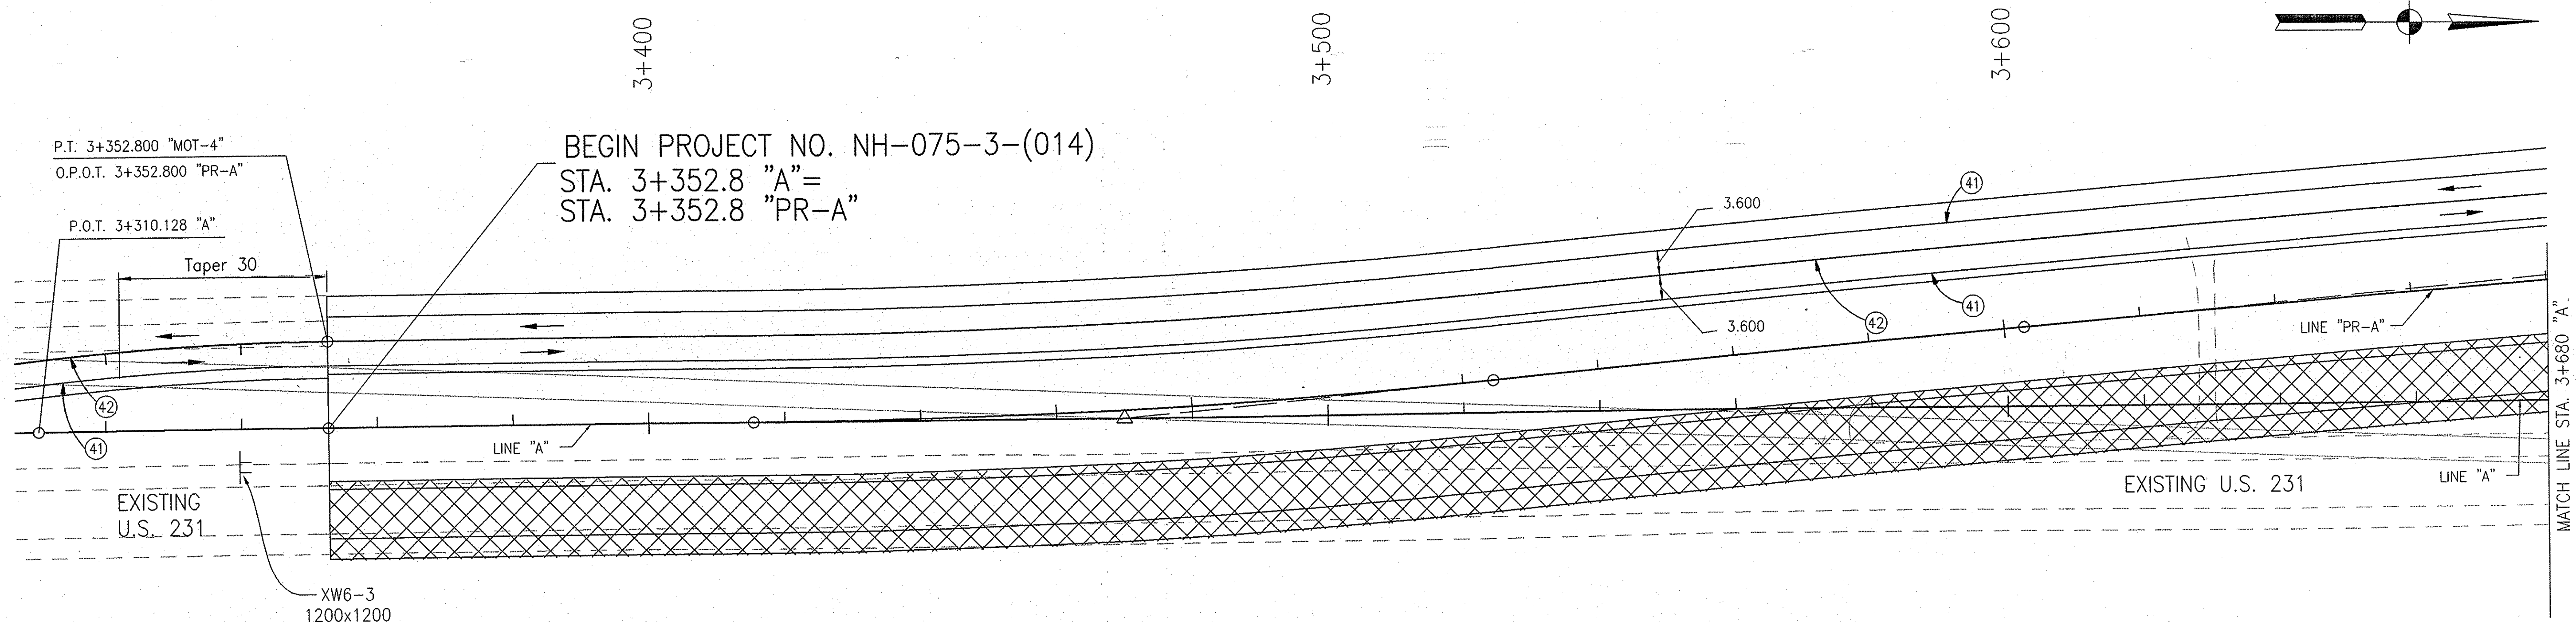 3+400
3+500
3+600
P.T. 3+352.800 "MOT-4"
O.P.O.T. 3+352.800 "PR-A"
P.O.T. 3+310.128 "A"
Taper 30
BEGIN PROJECT NO. NH-075-3-(014)
STA. 3+352.8 "A"=
STA. 3+352.8 "PR-A"
3.600
3.600
41
41
42
42
41
LINE "PR-A"
LINE "A"
LINE "A"
EXISTING
U.S. 231
EXISTING U.S. 231
XW6-3
1200x1200
MATCH LINE STA. 3+680 "A"